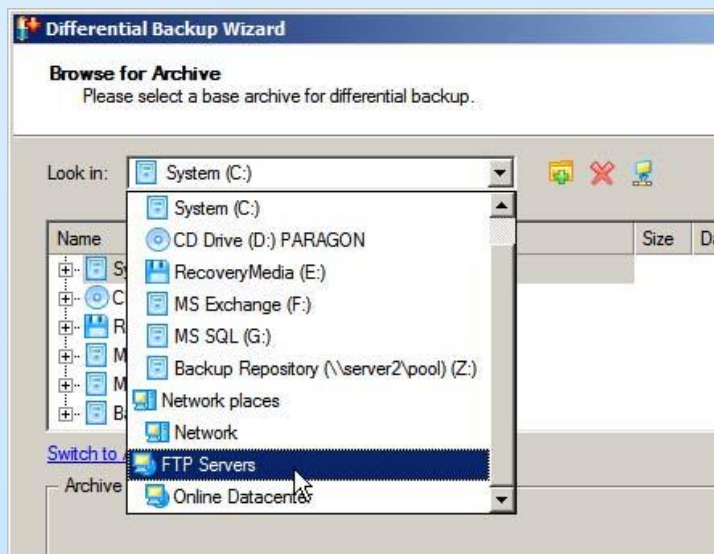 Differential Backup Wizard
Browse for Archive
Please select a base archive for differential backup.
Look in: System (C:)
System (C:)
Name Size
CD Drive (D:) PARAGON
RecoveryMedia (E:)
MS Exchange (F:)
MS SQL (G:)
Backup Repository (\\server2\pool) (Z:)
Network places
Network
Switch to
FTP Servers
Archive
Online Datacenter